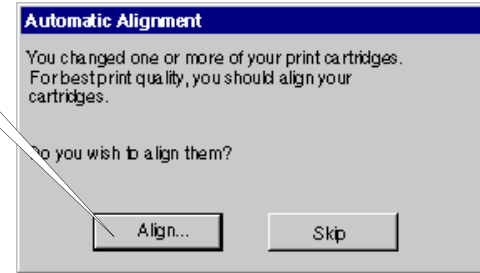 Automatic Alignment
You changed one or more of your print cartridges.
For best print quality, you should align your
cartridges.
Do you wish to align them?
Align...
Skip